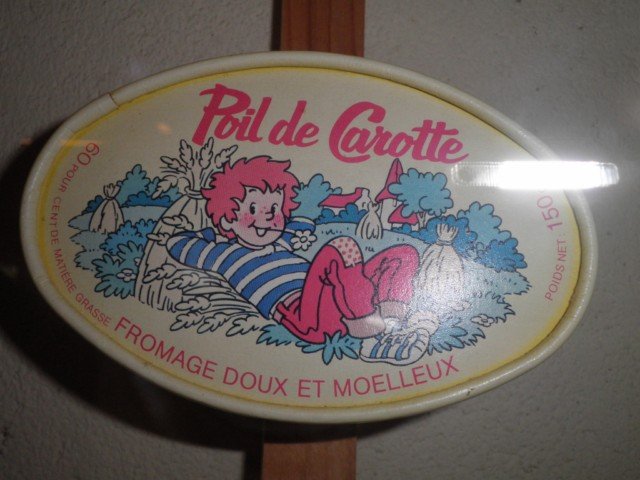 Poil de Carotte
60 POUR CENT DE MATIÈRE GRASSE
FROMAGE DOUX ET MOELLEUX
POIDS NET : 150